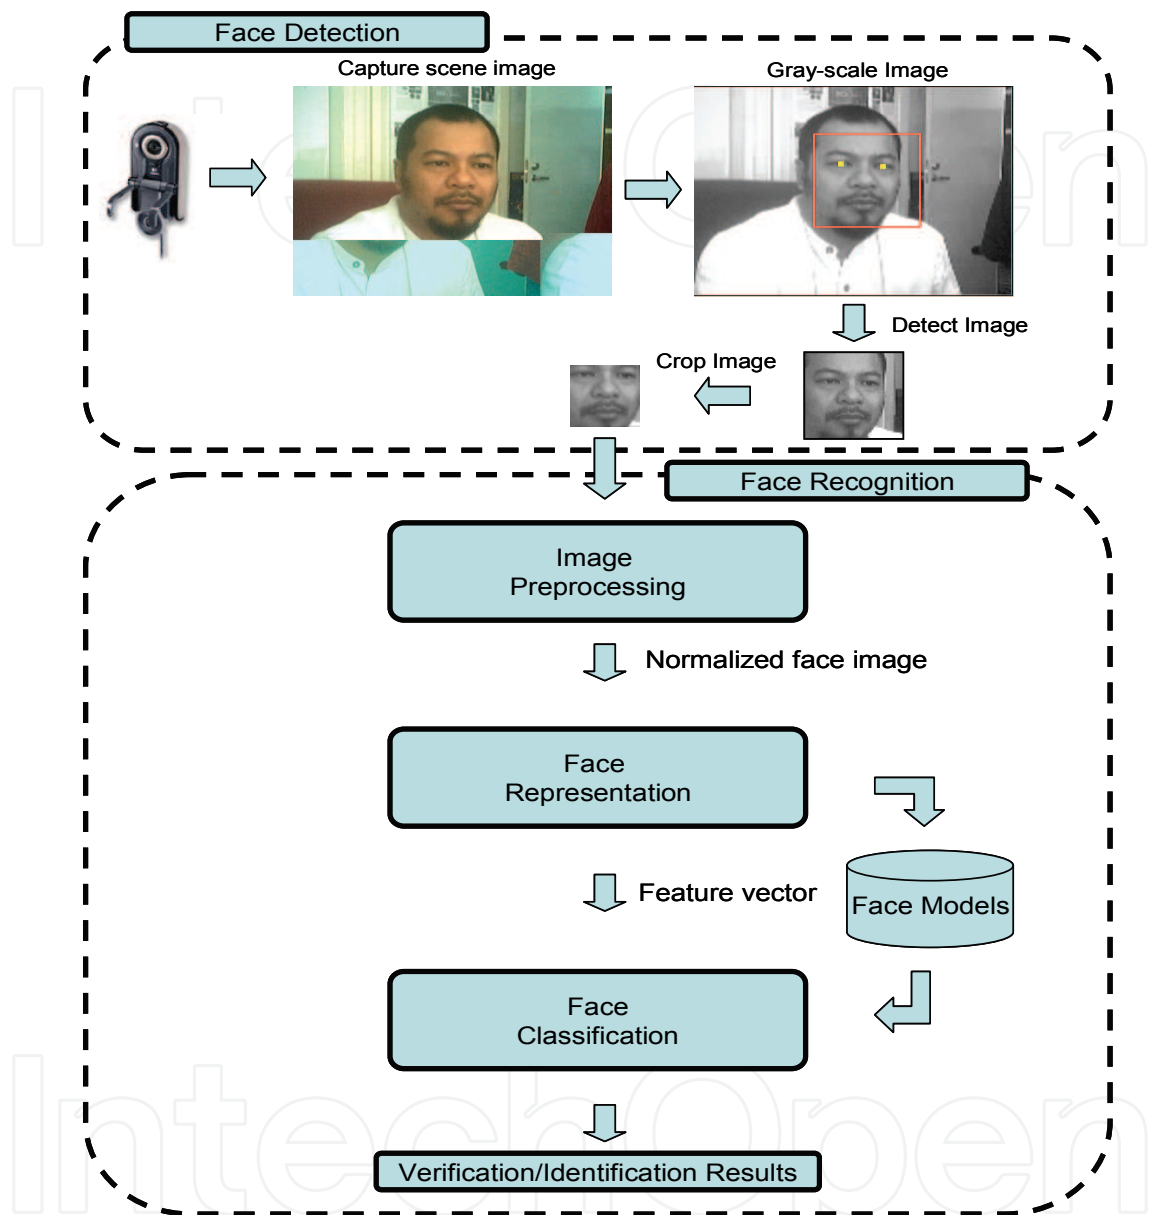 Face Detection
Capture scene image
Gray-scale Image
Detect Image
Crop Image
Face Recognition
Image
Preprocessing
Normalized face image
Face
Representation
Feature vector
Face Models
Face
Classification
Verification/Identification Results
IntechOpen
IntechOpen